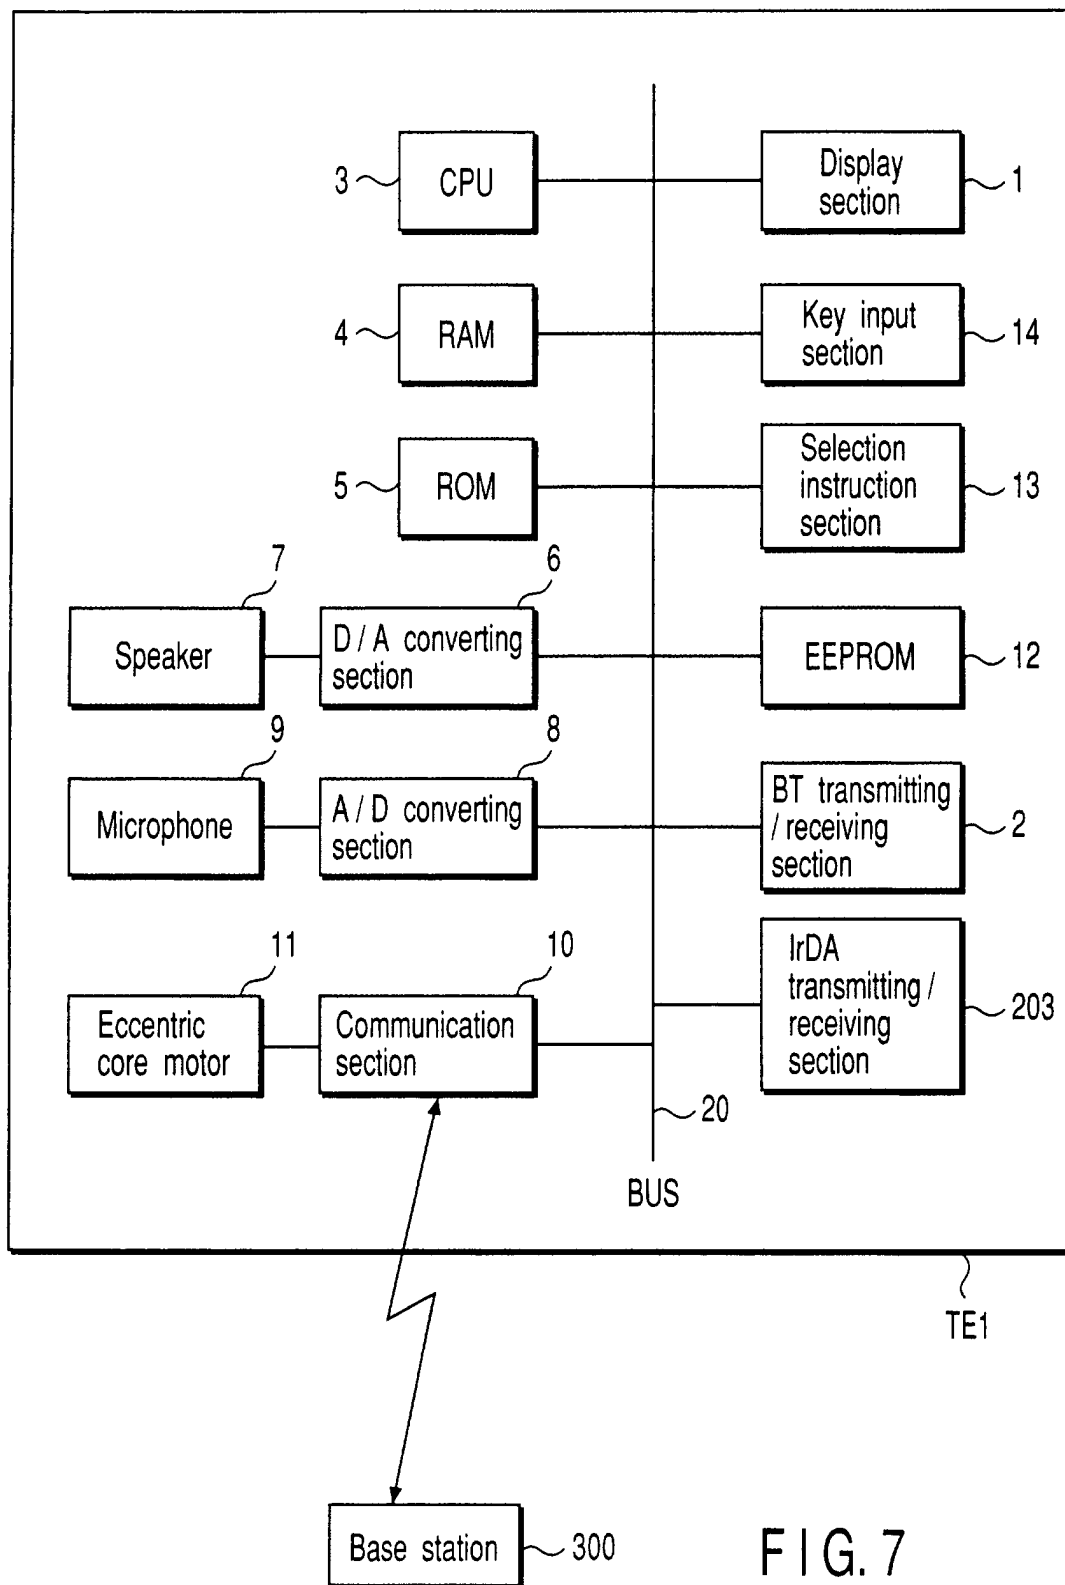 3
CPU
Display
section
1
4
RAM
Key input
section
14
5
ROM
Selection
instruction
section
13
7
Speaker
6
D / A converting
section
EEPROM
12
9
Microphone
8
A / D converting
section
BT transmitting
/ receiving
section
2
11
Eccentric
core motor
10
Communication
section
IrDA
transmitting /
receiving
section
203
20
BUS
TE1
Base station
300
FIG. 7